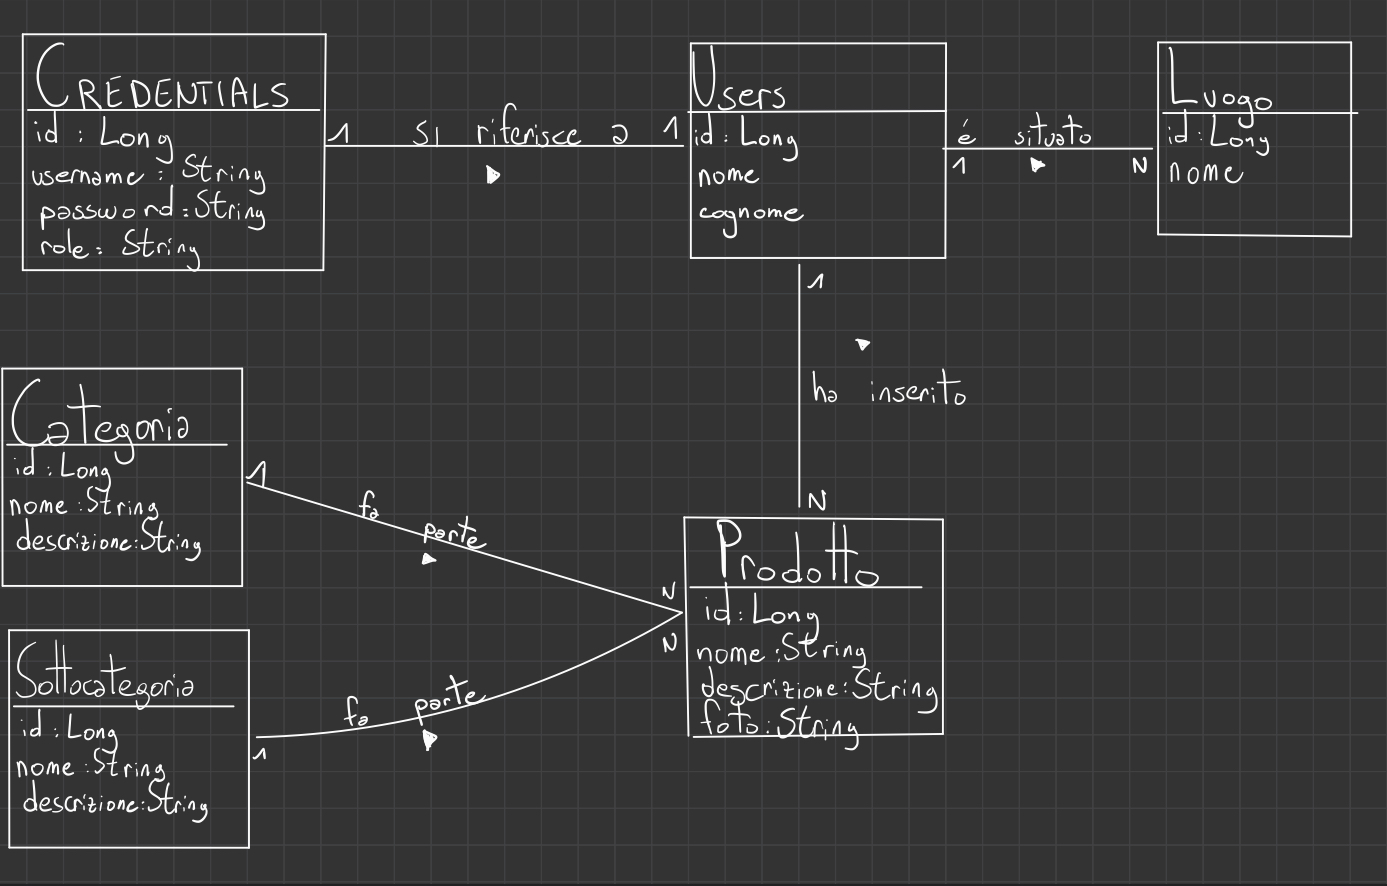 CREDENTIALS
id : Long
username : String
password : String
role : String
1 si riferisce a 1
Users
id : Long
nome
cognome
è situato
1 N
Luogo
id : Long
nome
1
ha inserito
N
Categoria
id : Long
nome : String
descrizione : String
1 fa parte N
Sottocategoria
id : Long
nome : String
descrizione : String
1 fa parte N
Prodotto
id : Long
nome : String
descrizione : String
foto : String